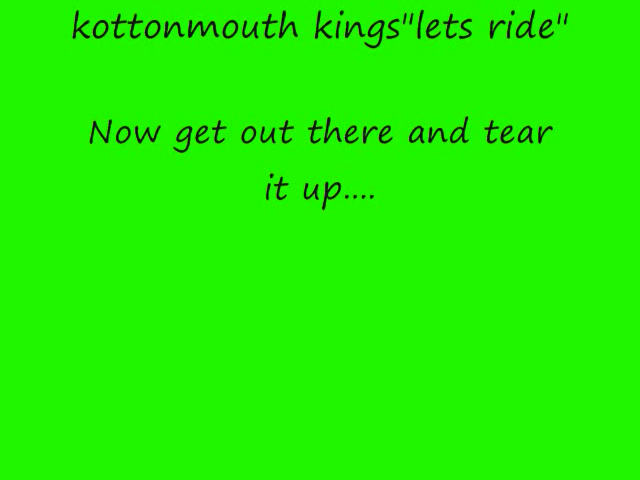 kottonmouth kings"lets ride"
Now get out there and tear
it up....